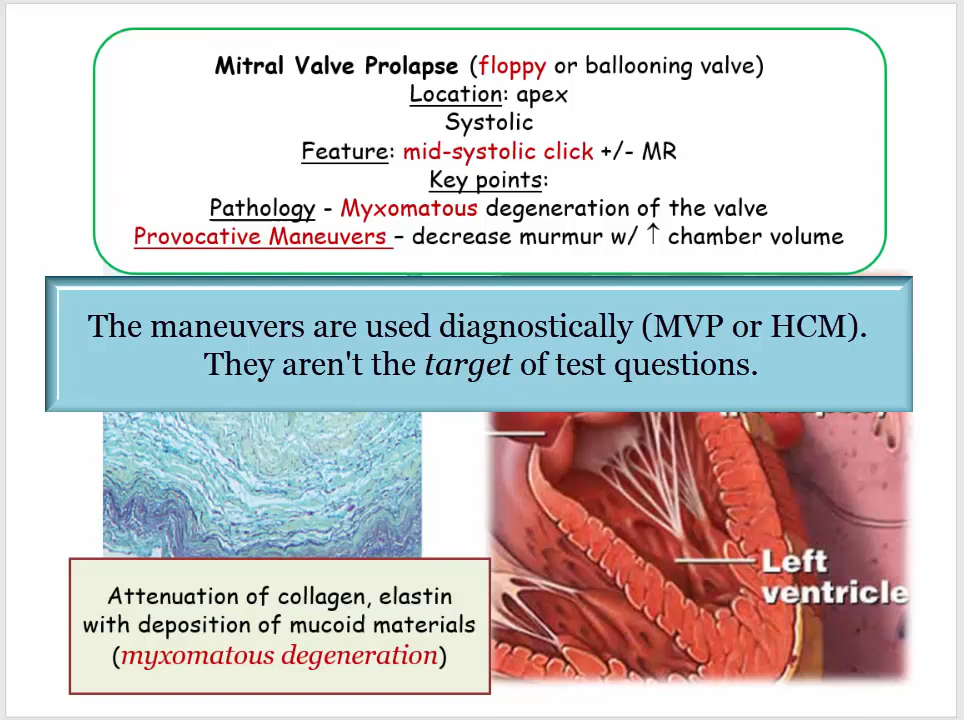 Mitral Valve Prolapse (floppy or ballooning valve)
Location: apex
Systolic
Feature: mid-systolic click +/- MR
Key points:
Pathology - Myxomatous degeneration of the valve
Provocative Maneuvers – decrease murmur w/ ↑ chamber volume
The maneuvers are used diagnostically (MVP or HCM).
They aren't the target of test questions.
Left
ventricle
Attenuation of collagen, elastin
with deposition of mucoid materials
(myxomatous degeneration)